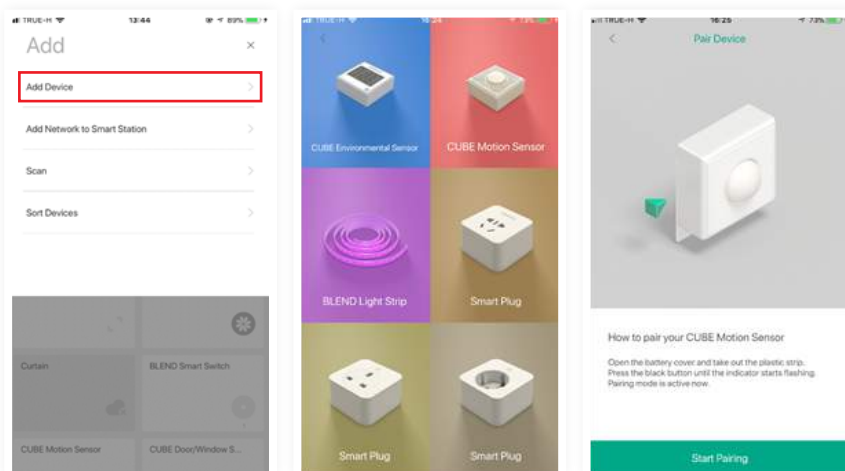 TRUE-H 13:44 89%
Add ×
Add Device
Add Network to Smart Station
Scan
Sort Devices
Curtain
BLEND Smart Switch
CUBE Motion Sensor
CUBE Door/Window S...
TRUE-H 16:24
CUBE Environmental Sensor
CUBE Motion Sensor
BLEND Light Strip
Smart Plug
Smart Plug
Smart Plug
TRUE-H 16:25 73%
Pair Device
How to pair your CUBE Motion Sensor
Open the battery cover and take out the plastic strip.
Press the black button until the indicator starts flashing.
Pairing mode is active now.
Start Pairing